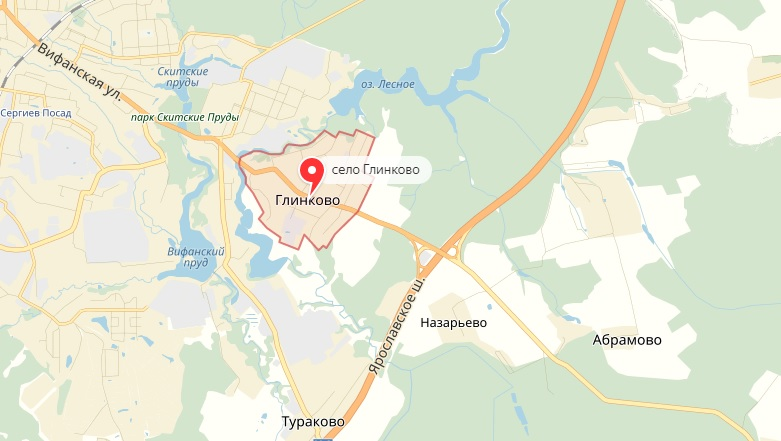 Вифанская ул.
Скитские
пруды
оз. Лесное
Сергиев Посад
парк Скитские Пруды
село Глинково
Глинково
Вифанский
пруд
Ярославское ш.
Назарьево
Абрамово
Тураково